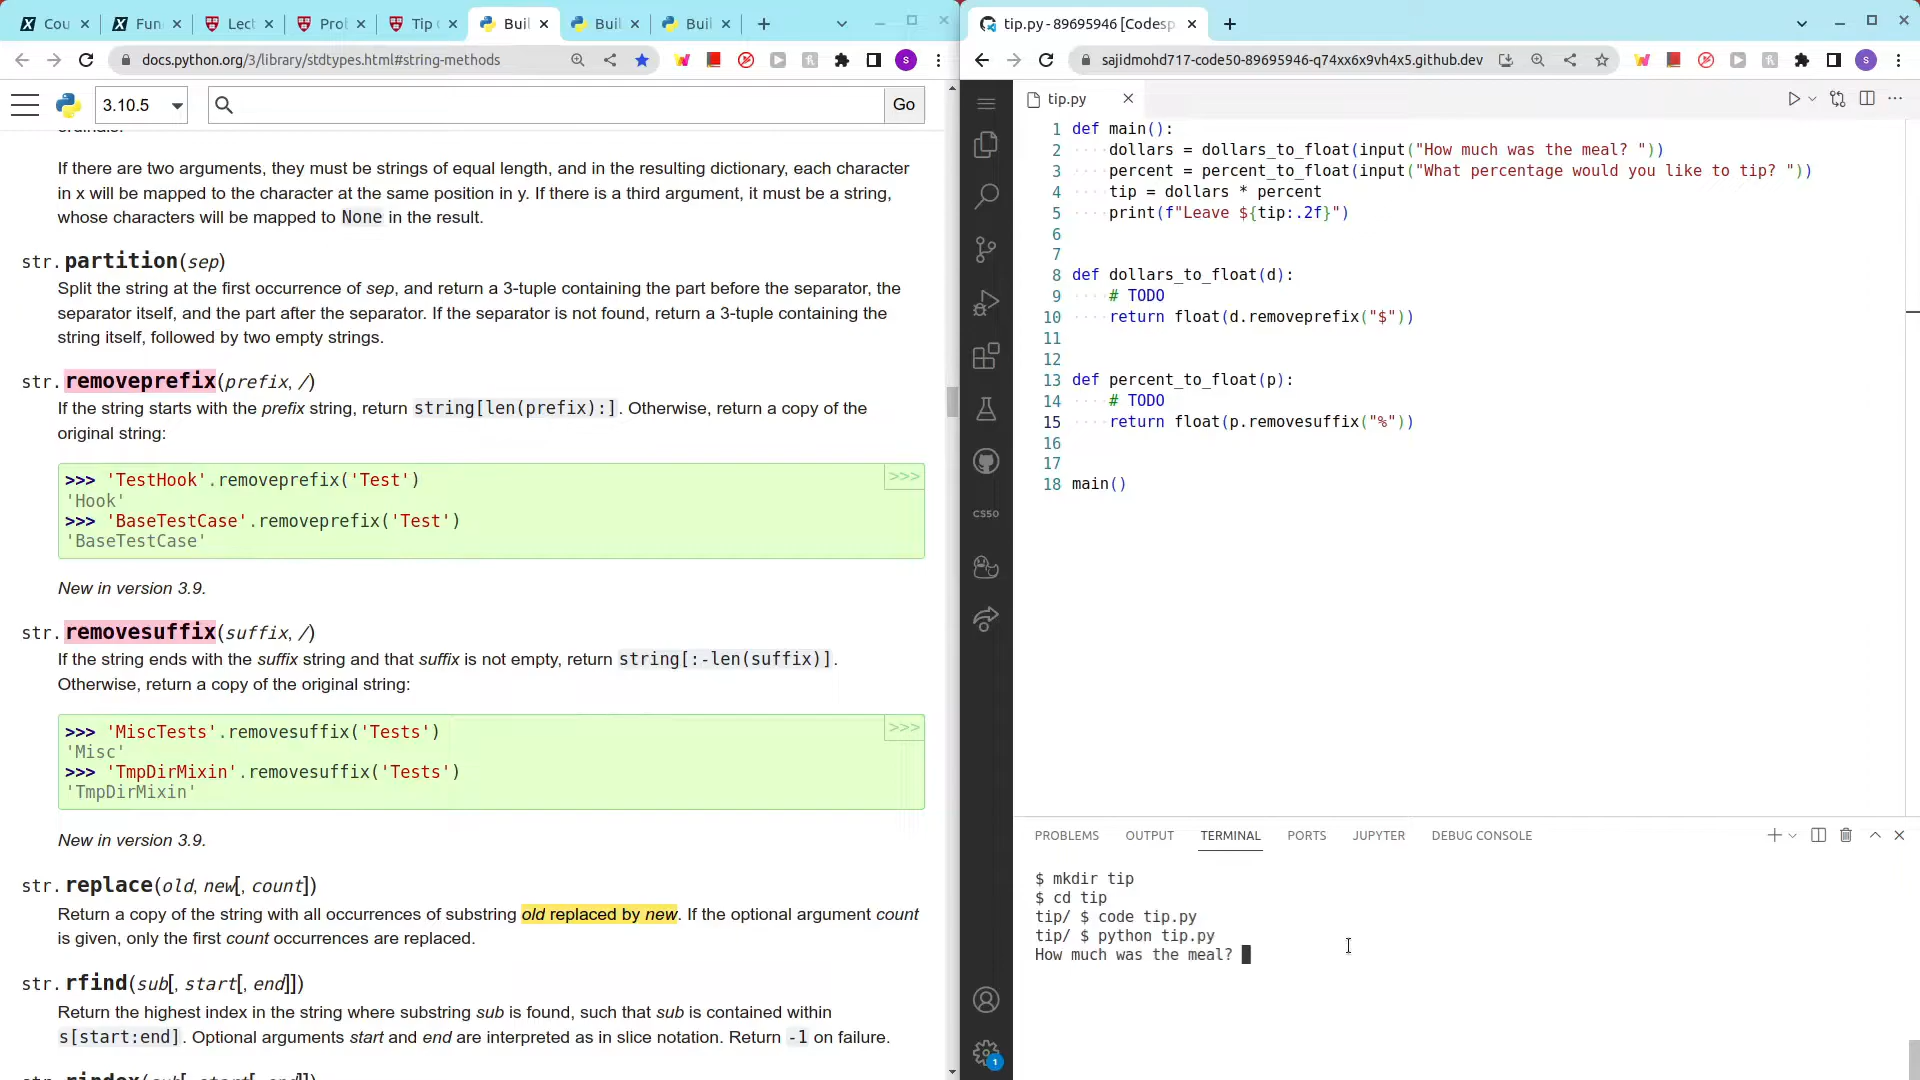 Cou
Fun
Lect
Prob
Tip C
Buil
Buil
Buil
docs.python.org/3/library/stdtypes.html#string-methods
3.10.5
Go
ordinals.
If there are two arguments, they must be strings of equal length, and in the resulting dictionary, each character
in x will be mapped to the character at the same position in y. If there is a third argument, it must be a string,
whose characters will be mapped to None in the result.
str.partition(sep)
Split the string at the first occurrence of sep, and return a 3-tuple containing the part before the separator, the
separator itself, and the part after the separator. If the separator is not found, return a 3-tuple containing the
string itself, followed by two empty strings.
str.removeprefix(prefix, /)
If the string starts with the prefix string, return string[len(prefix):]. Otherwise, return a copy of the
original string:
>>> 'TestHook'.removeprefix('Test')
'Hook'
>>> 'BaseTestCase'.removeprefix('Test')
'BaseTestCase'
>>>
New in version 3.9.
str.removesuffix(suffix, /)
If the string ends with the suffix string and that suffix is not empty, return string[:-len(suffix)].
Otherwise, return a copy of the original string:
>>> 'MiscTests'.removesuffix('Tests')
'Misc'
>>> 'TmpDirMixin'.removesuffix('Tests')
'TmpDirMixin'
>>>
New in version 3.9.
str.replace(old, new[, count])
Return a copy of the string with all occurrences of substring old replaced by new. If the optional argument count
is given, only the first count occurrences are replaced.
str.rfind(sub[, start[, end]])
Return the highest index in the string where substring sub is found, such that sub is contained within
s[start:end]. Optional arguments start and end are interpreted as in slice notation. Return -1 on failure.
str.rindex(sub[, start[, end]])
tip.py - 89695946 [Codesp
sajidmohd717-code50-89695946-q74xx6x9vh4x5.github.dev
tip.py
1 def main():
2 dollars = dollars_to_float(input("How much was the meal? "))
3 percent = percent_to_float(input("What percentage would you like to tip? "))
4 tip = dollars * percent
5 print(f"Leave ${tip:.2f}")
6
7
8 def dollars_to_float(d):
9 # TODO
10 return float(d.removeprefix("$"))
11
12
13 def percent_to_float(p):
14 # TODO
15 return float(p.removesuffix("%"))
16
17
18 main()
CS50
1
PROBLEMS OUTPUT TERMINAL PORTS JUPYTER DEBUG CONSOLE
$ mkdir tip
$ cd tip
tip/ $ code tip.py
tip/ $ python tip.py
How much was the meal?